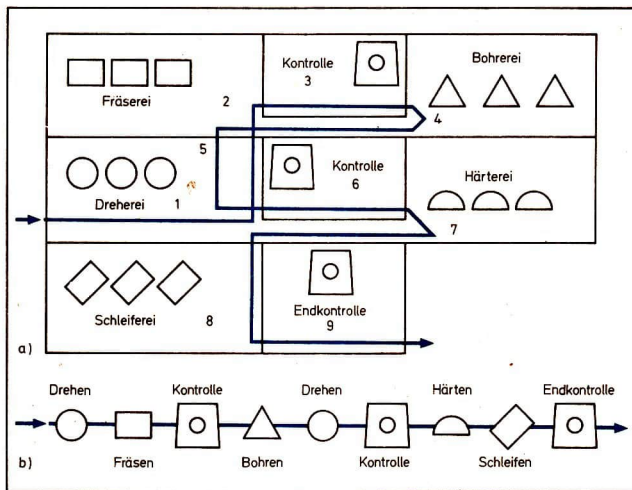 Kontrolle
3
Bohrerei
Fräserei 2
4
5
Kontrolle
6
Härterei
Dreherei 1
7
Schleiferei 8
Endkontrolle
9
a)
Drehen Kontrolle Drehen Härten Endkontrolle
b) Fräsen Bohren Kontrolle Schleifen